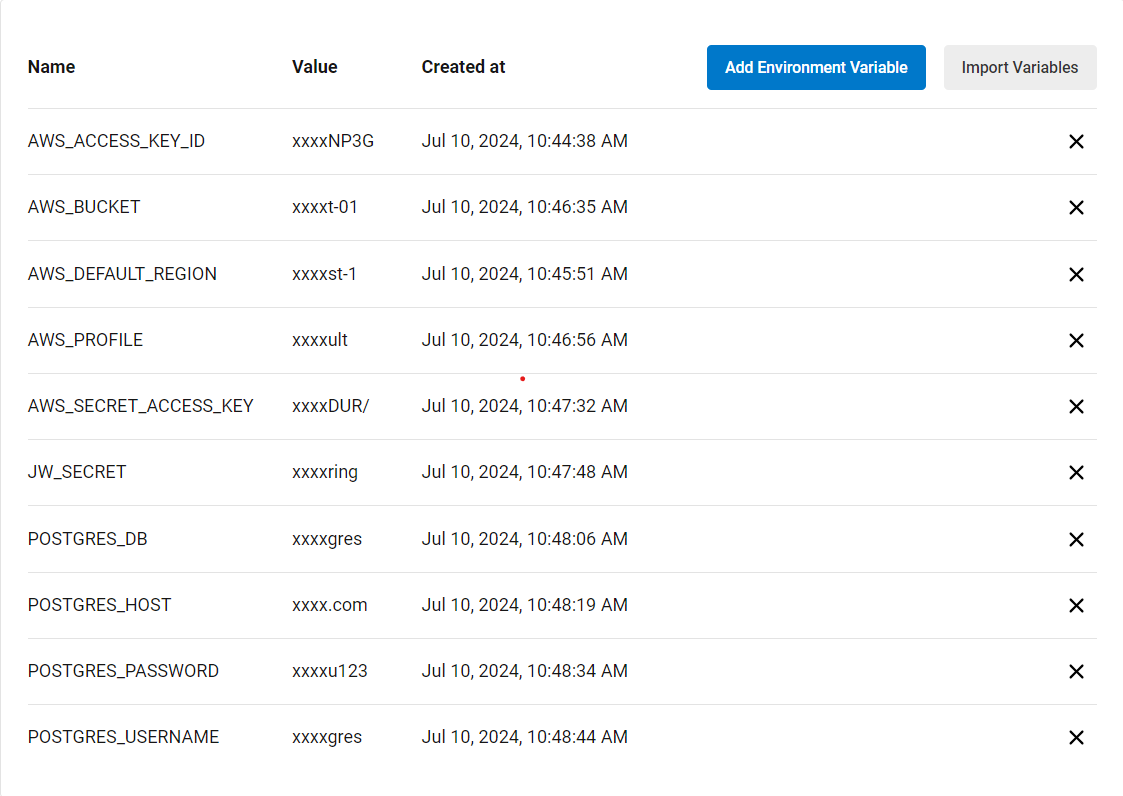 Name Value Created at Add Environment Variable Import Variables
AWS_ACCESS_KEY_ID xxxxNP3G Jul 10, 2024, 10:44:38 AM
AWS_BUCKET xxxxt-01 Jul 10, 2024, 10:46:35 AM
AWS_DEFAULT_REGION xxxxst-1 Jul 10, 2024, 10:45:51 AM
AWS_PROFILE xxxxult Jul 10, 2024, 10:46:56 AM
AWS_SECRET_ACCESS_KEY xxxxDUR/ Jul 10, 2024, 10:47:32 AM
JW_SECRET xxxxring Jul 10, 2024, 10:47:48 AM
POSTGRES_DB xxxxgres Jul 10, 2024, 10:48:06 AM
POSTGRES_HOST xxxx.com Jul 10, 2024, 10:48:19 AM
POSTGRES_PASSWORD xxxxu123 Jul 10, 2024, 10:48:34 AM
POSTGRES_USERNAME xxxxgres Jul 10, 2024, 10:48:44 AM